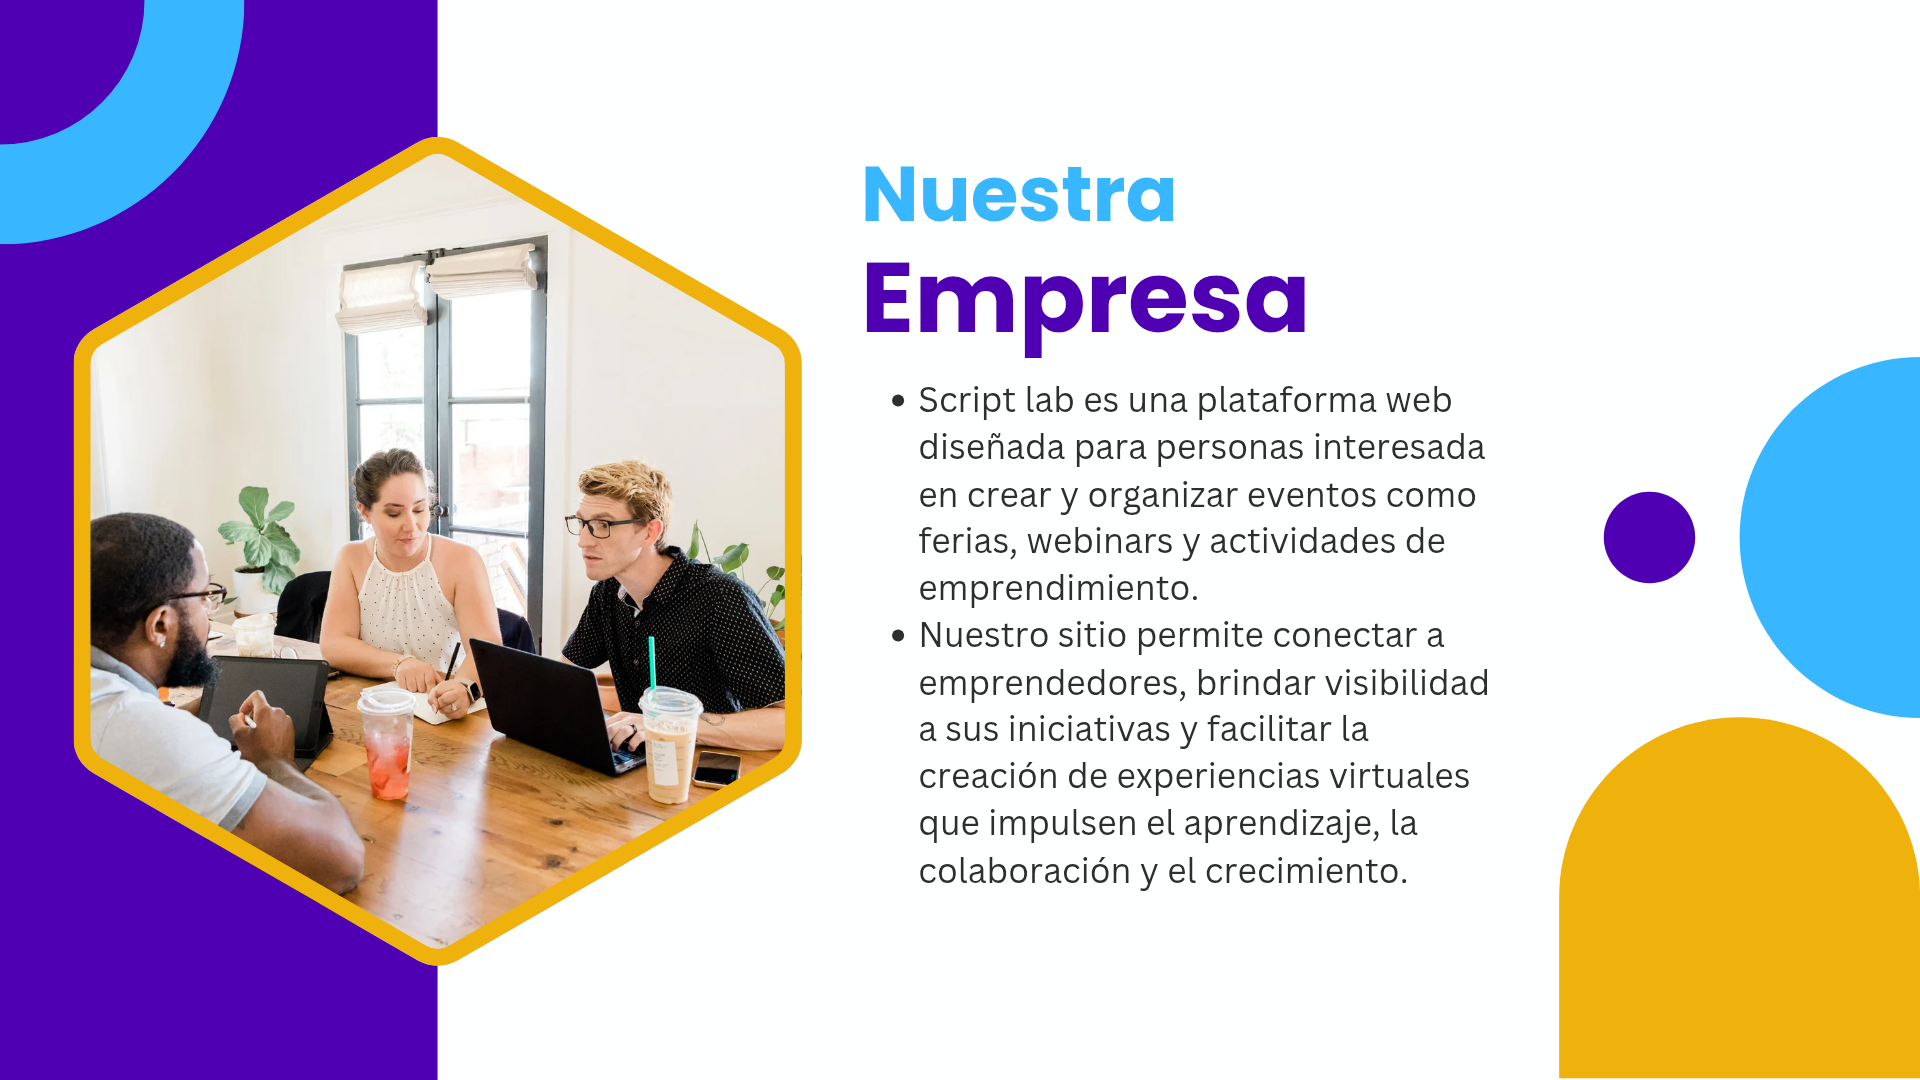 Nuestra
Empresa
• Script lab es una plataforma web
diseñada para personas interesada
en crear y organizar eventos como
ferias, webinars y actividades de
emprendimiento.
• Nuestro sitio permite conectar a
emprendedores, brindar visibilidad
a sus iniciativas y facilitar la
creación de experiencias virtuales
que impulsen el aprendizaje, la
colaboración y el crecimiento.